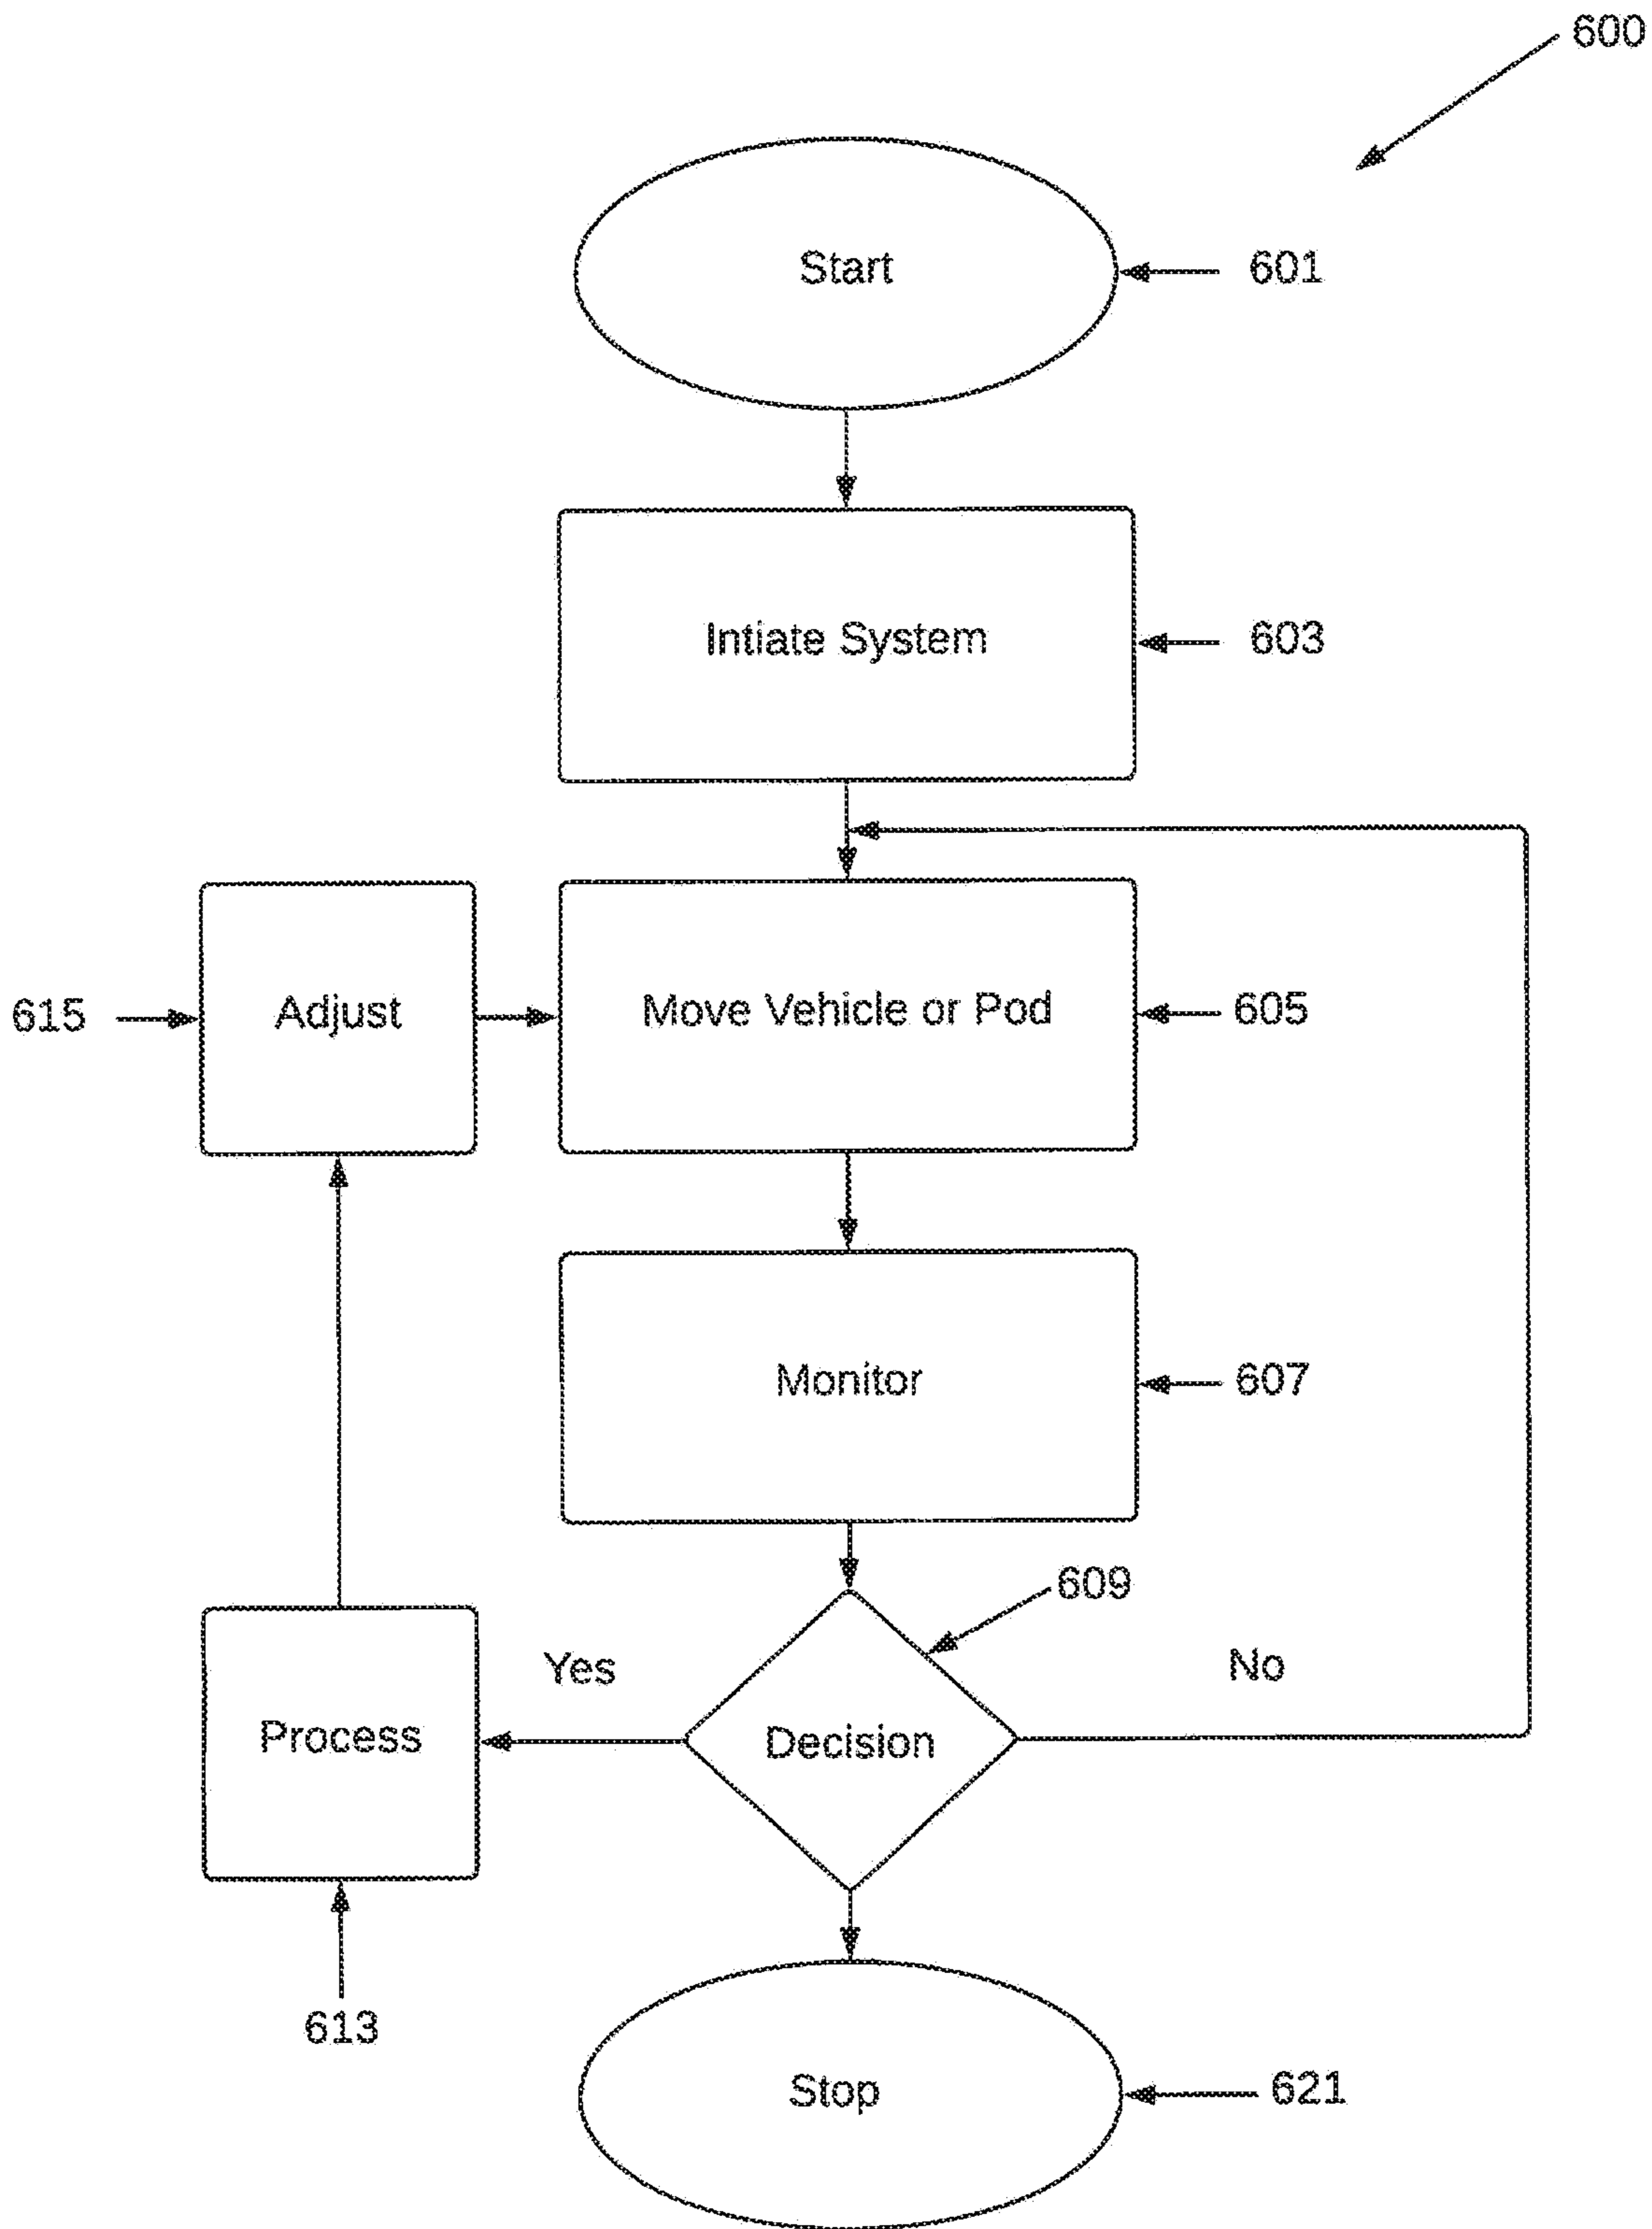 600
Start
601
Intiate System
603
615
Adjust
Move Vehicle or Pod
605
Monitor
607
609
Yes
No
Process
Decision
613
Stop
621